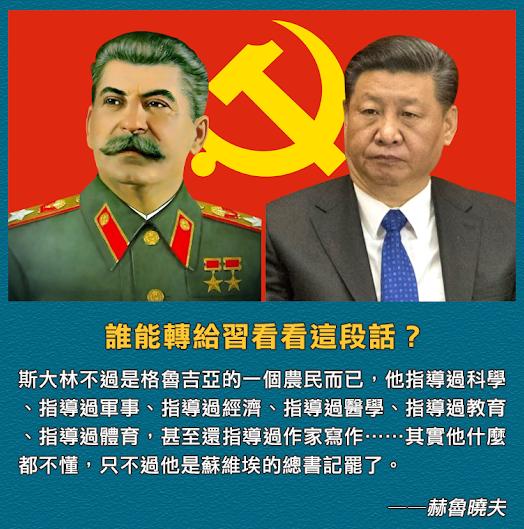 誰能轉給習看看這段話？
斯大林不過是格魯吉亞的一個農民而已，他指導過科學
、指導過軍事、指導過經濟、指導過醫學、指導過教育
、指導過體育，甚至還指導過作家寫作……其實他什麼
都不懂，只不過他是蘇維埃的總書記罷了。
——赫魯曉夫